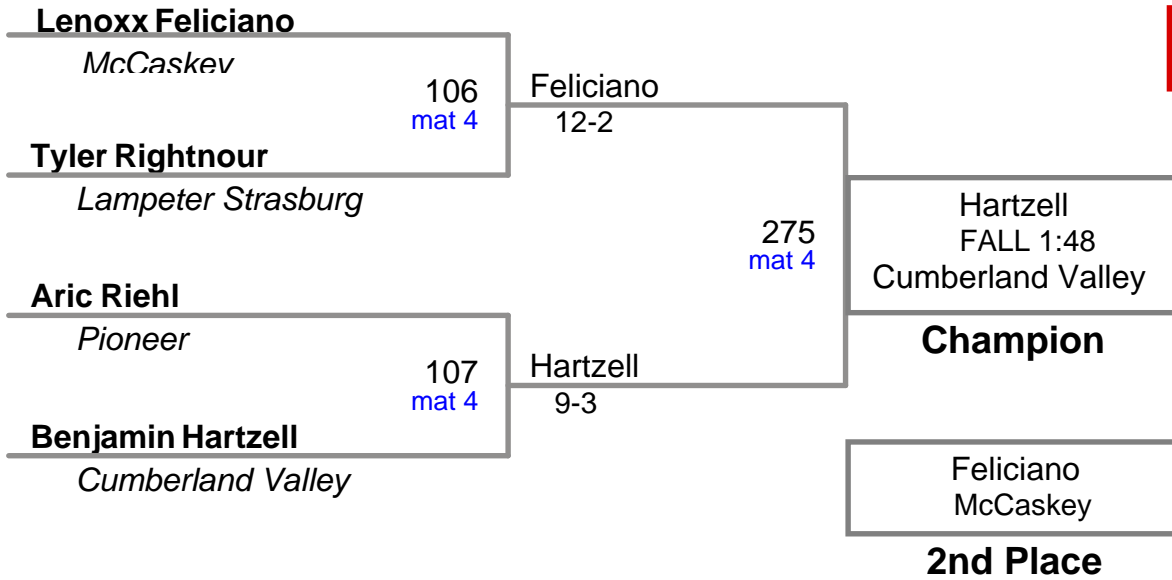 Lenoxx Feliciano
McCaskey
106
mat 4
Feliciano
12-2
Tyler Rightnour
Lampeter Strasburg
275
mat 4
Hartzell
FALL 1:48
Cumberland Valley
Champion
Aric Riehl
Pioneer
107
mat 4
Hartzell
9-3
Benjamin Hartzell
Cumberland Valley
Feliciano
McCaskey
2nd Place